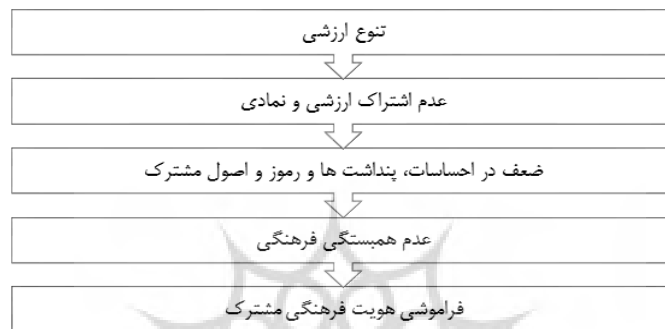 تنوع ارزشی
عدم اشتراک ارزشی و نمادی
ضعف در احساسات، پنداشت ها و رموز و اصول مشترک
عدم همبستگی فرهنگی
فراموشی هویت فرهنگی مشترک